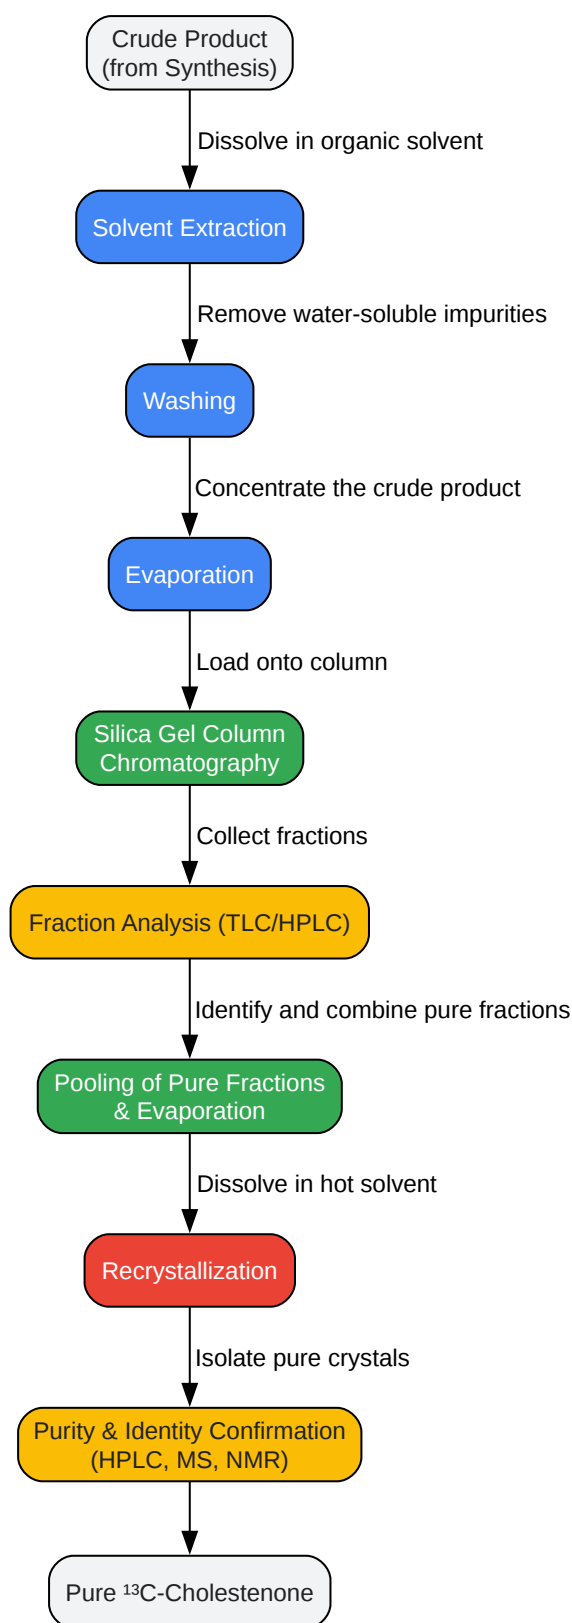 Crude Product
(from Synthesis)
Dissolve in organic solvent
Solvent Extraction
Remove water-soluble impurities
Washing
Concentrate the crude product
Evaporation
Load onto column
Silica Gel Column
Chromatography
Collect fractions
Fraction Analysis (TLC/HPLC)
Identify and combine pure fractions
Pooling of Pure Fractions
& Evaporation
Dissolve in hot solvent
Recrystallization
Isolate pure crystals
Purity & Identity Confirmation
(HPLC, MS, NMR)
Pure ¹³C-Cholestenone